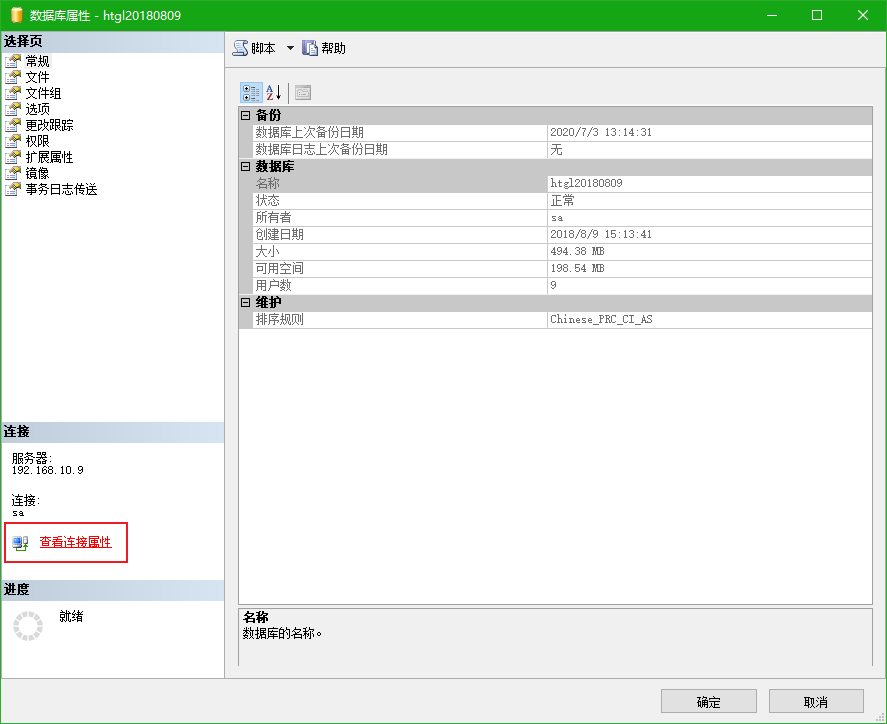 数据库属性 - htgl20180809
选择页
常规
文件
文件组
选项
更改跟踪
权限
扩展属性
镜像
事务日志传送
连接
服务器:
192.168.10.9
连接:
sa
查看连接属性
进度
就绪
脚本 帮助
备份
数据库上次备份日期 2020/7/3 13:14:31
数据库日志上次备份日期 无
数据库
名称 htgl20180809
状态 正常
所有者 sa
创建日期 2018/8/9 15:13:41
大小 494.38 MB
可用空间 198.54 MB
用户数 9
维护
排序规则 Chinese_PRC_CI_AS
名称
数据库的名称。
确定 取消